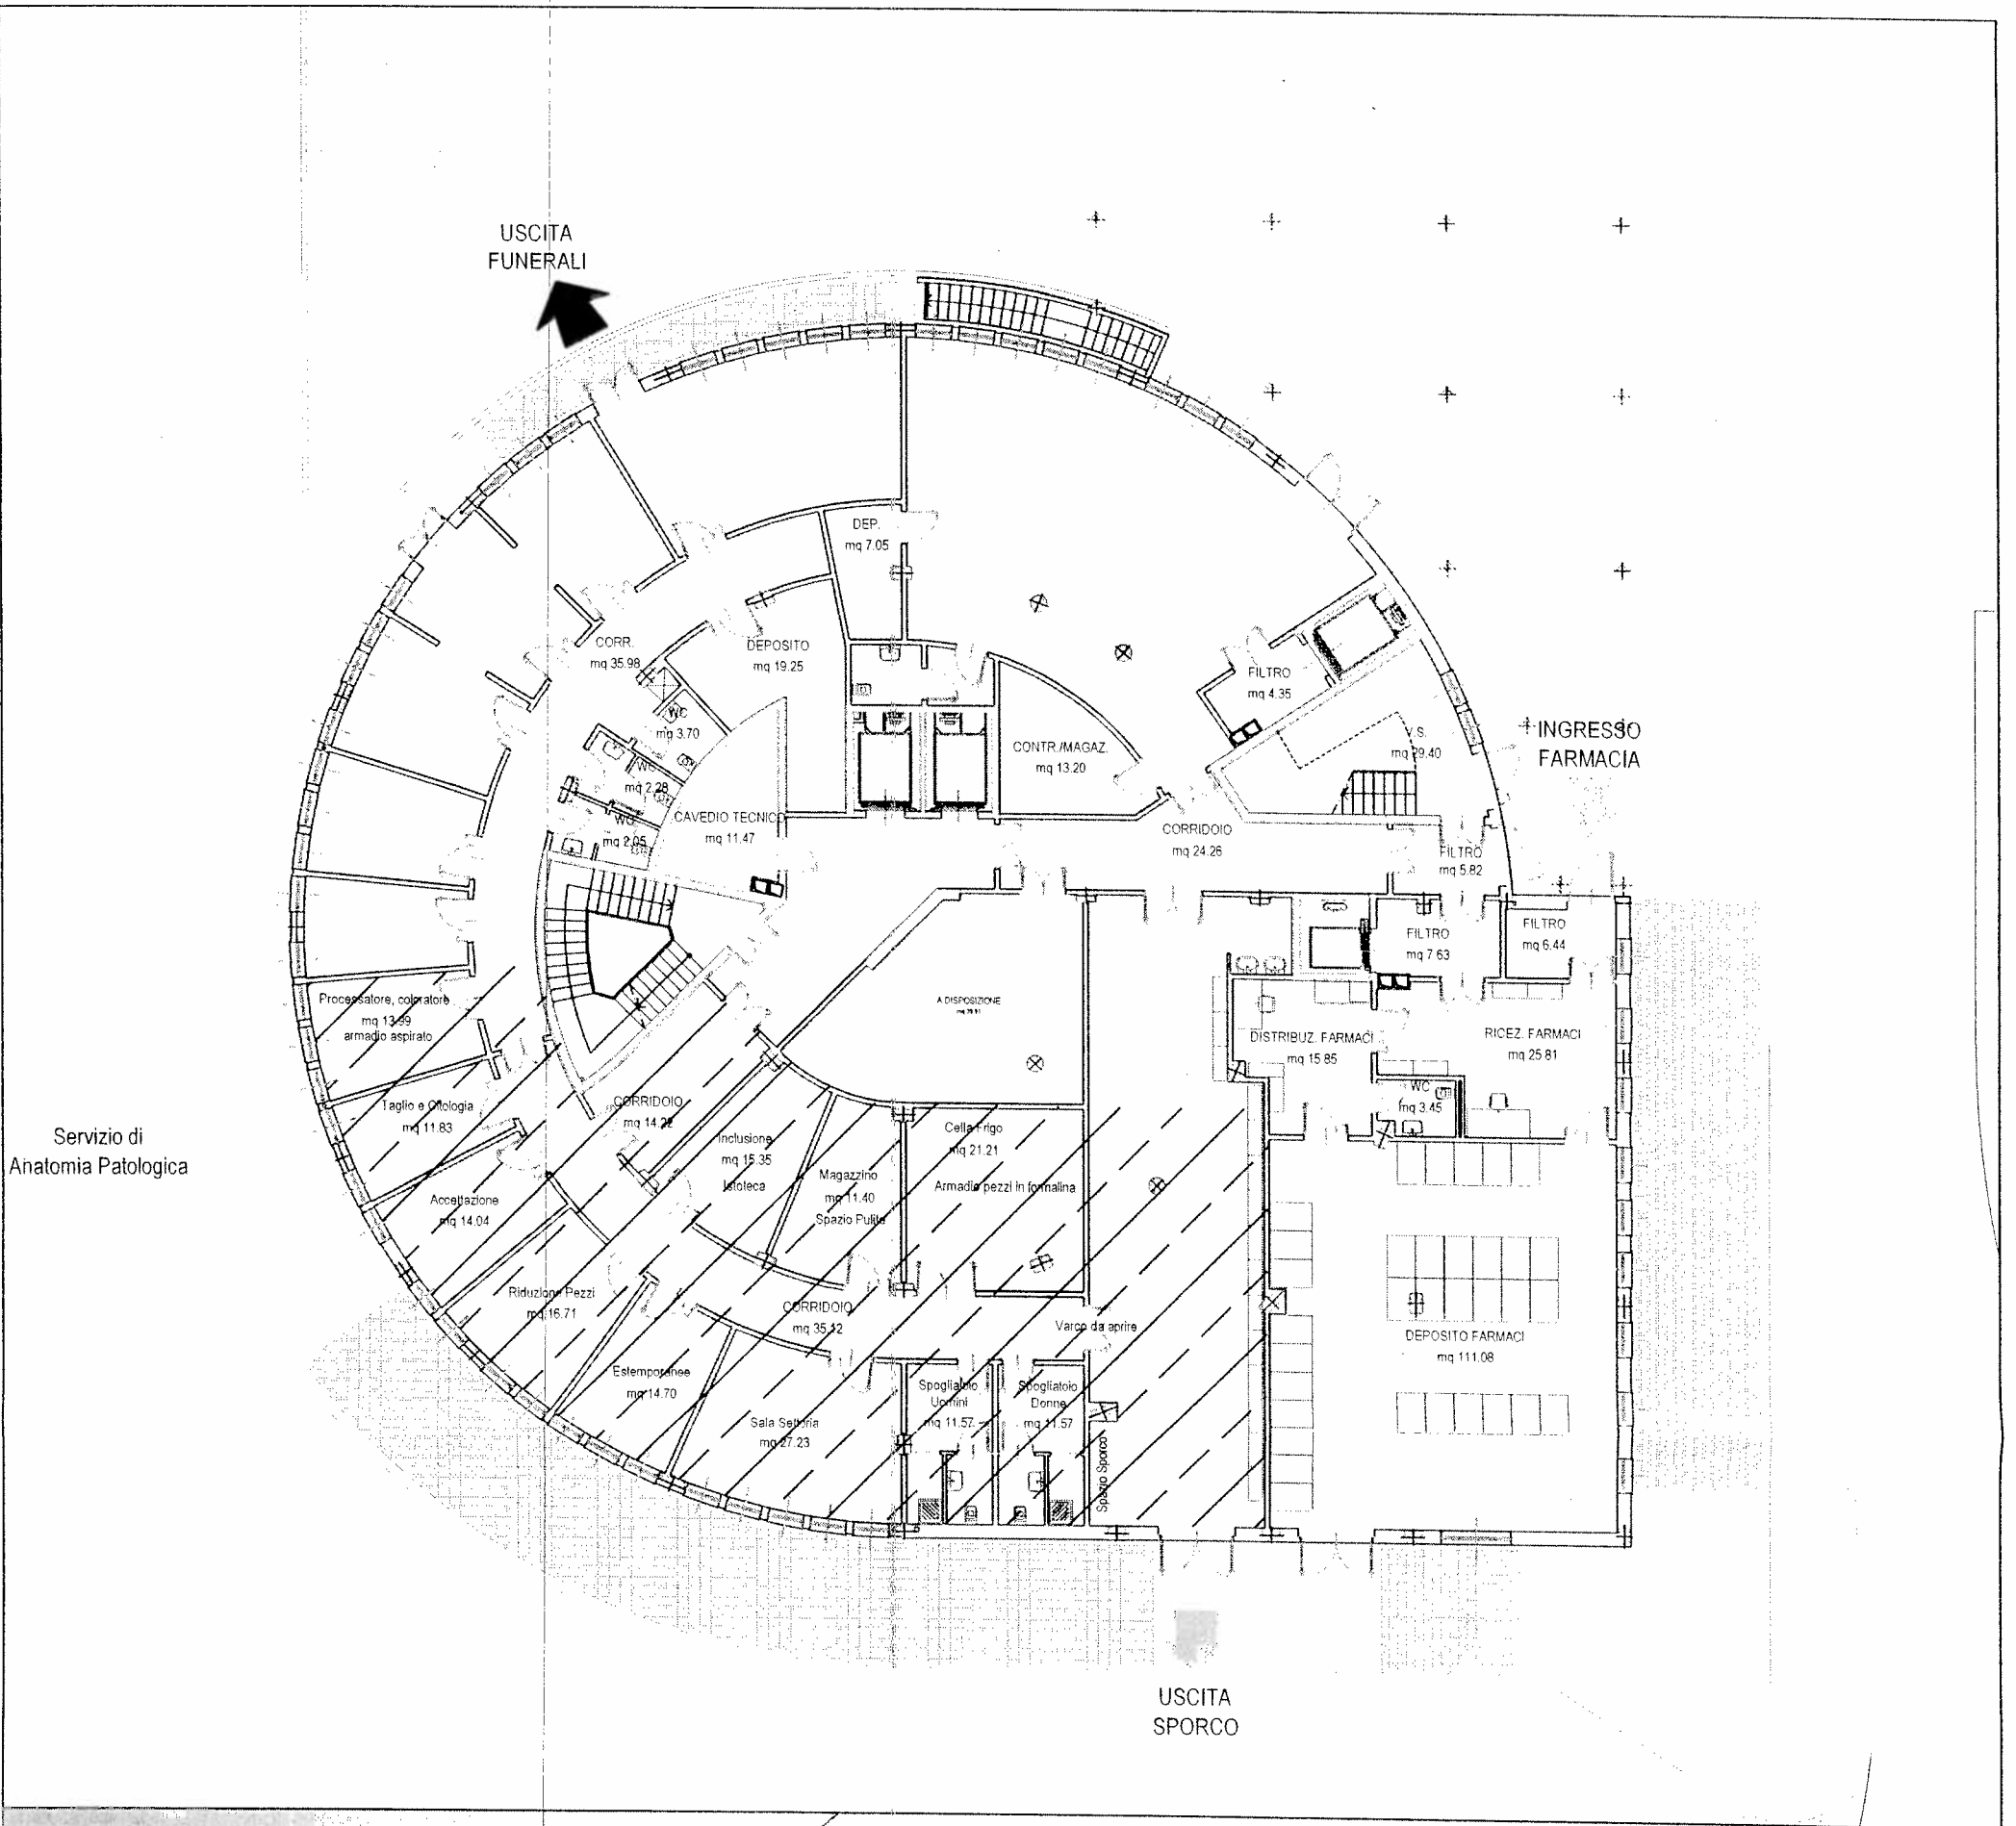 USCITA
FUNERALI
DEP.
mq 7.05
CORR.
mq 35.98
DEPOSITO
mq 19.25
WC
mq 3.70
WC
mq 2.28
WC
mq 2.05
CAVEDIO TECNICO
mq 11.47
CONTR./MAGAZ.
mq 13.20
FILTRO
mq 4.35
V.S.
mq 29.40
INGRESSO
FARMACIA
CORRIDOIO
mq 24.26
FILTRO
mq 5.82
FILTRO
mq 7.63
FILTRO
mq 6.44
A DISPOSIZIONE
DISTRIBUZ. FARMACI
mq 15.85
RICEZ. FARMACI
mq 25.81
WC
mq 3.45
Processatore, coloratore
mq 13.99
armadio aspirato
Taglio e Citologia
mq 11.83
CORRIDOIO
mq 14.22
Servizio di
Anatomia Patologica
Inclusione
mq 15.35
Istoteca
Magazzino
mq 11.40
Spazio Pulito
Cella Frigo
mq 21.21
Armadio pezzi in formalina
Accettazione
mq 14.04
Riduzione Pezzi
mq 16.71
CORRIDOIO
mq 35.12
Varco da aprire
DEPOSITO FARMACI
mq 111.08
Estemporanee
mq 14.70
Sala Settoria
mq 27.23
Spogliatoio
Uomini
mq 11.57
Spogliatoio
Donne
mq 11.57
Spazio Sporco
USCITA
SPORCO